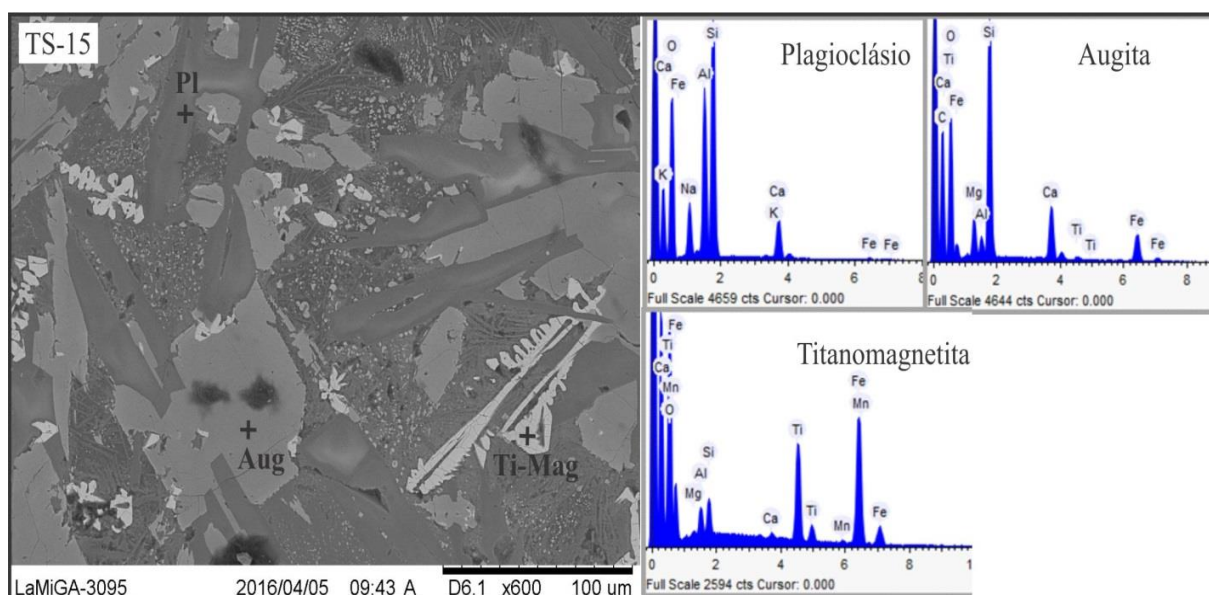 TS-15
Pl
Aug
Ti-Mag
LaMiGA-3095 2016/04/05 09:43 A D6.1 x600 100 um
Plagioclásio
O
Ca
Fe
Al
Si
K
Na
Ca
K
Fe Fe
0 2 4 6 8
Full Scale 4659 cts Cursor: 0.000
Augita
O
Ti
Ca
Fe
C
Si
Mg
Al
Ca
Ti
Ti
Fe
Fe
0 2 4 6 8
Full Scale 4644 cts Cursor: 0.000
Titanomagnetita
Fe
Ti
Ca
Mn
O
Si
Al
Mg
Ca
Ti
Ti
Mn
Fe
Mn
Fe
0 2 4 6 8 1
Full Scale 2594 cts Cursor: 0.000